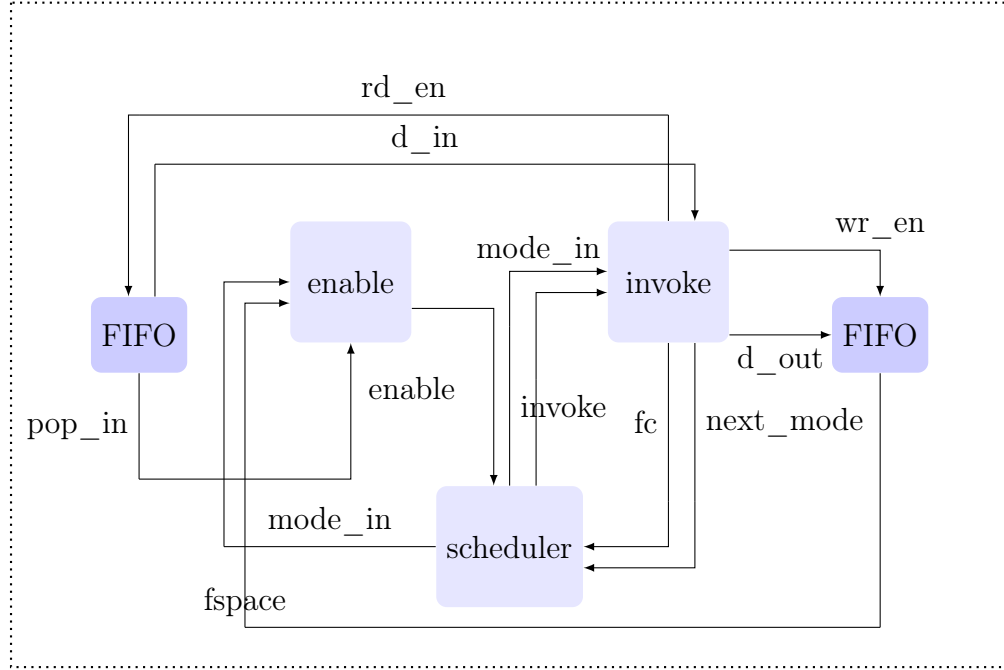 rd_en
d_in
wr_en
mode_in
enable
invoke
FIFO
FIFO
d_out
enable
invoke
fc
next_mode
pop_in
mode_in
scheduler
fspace